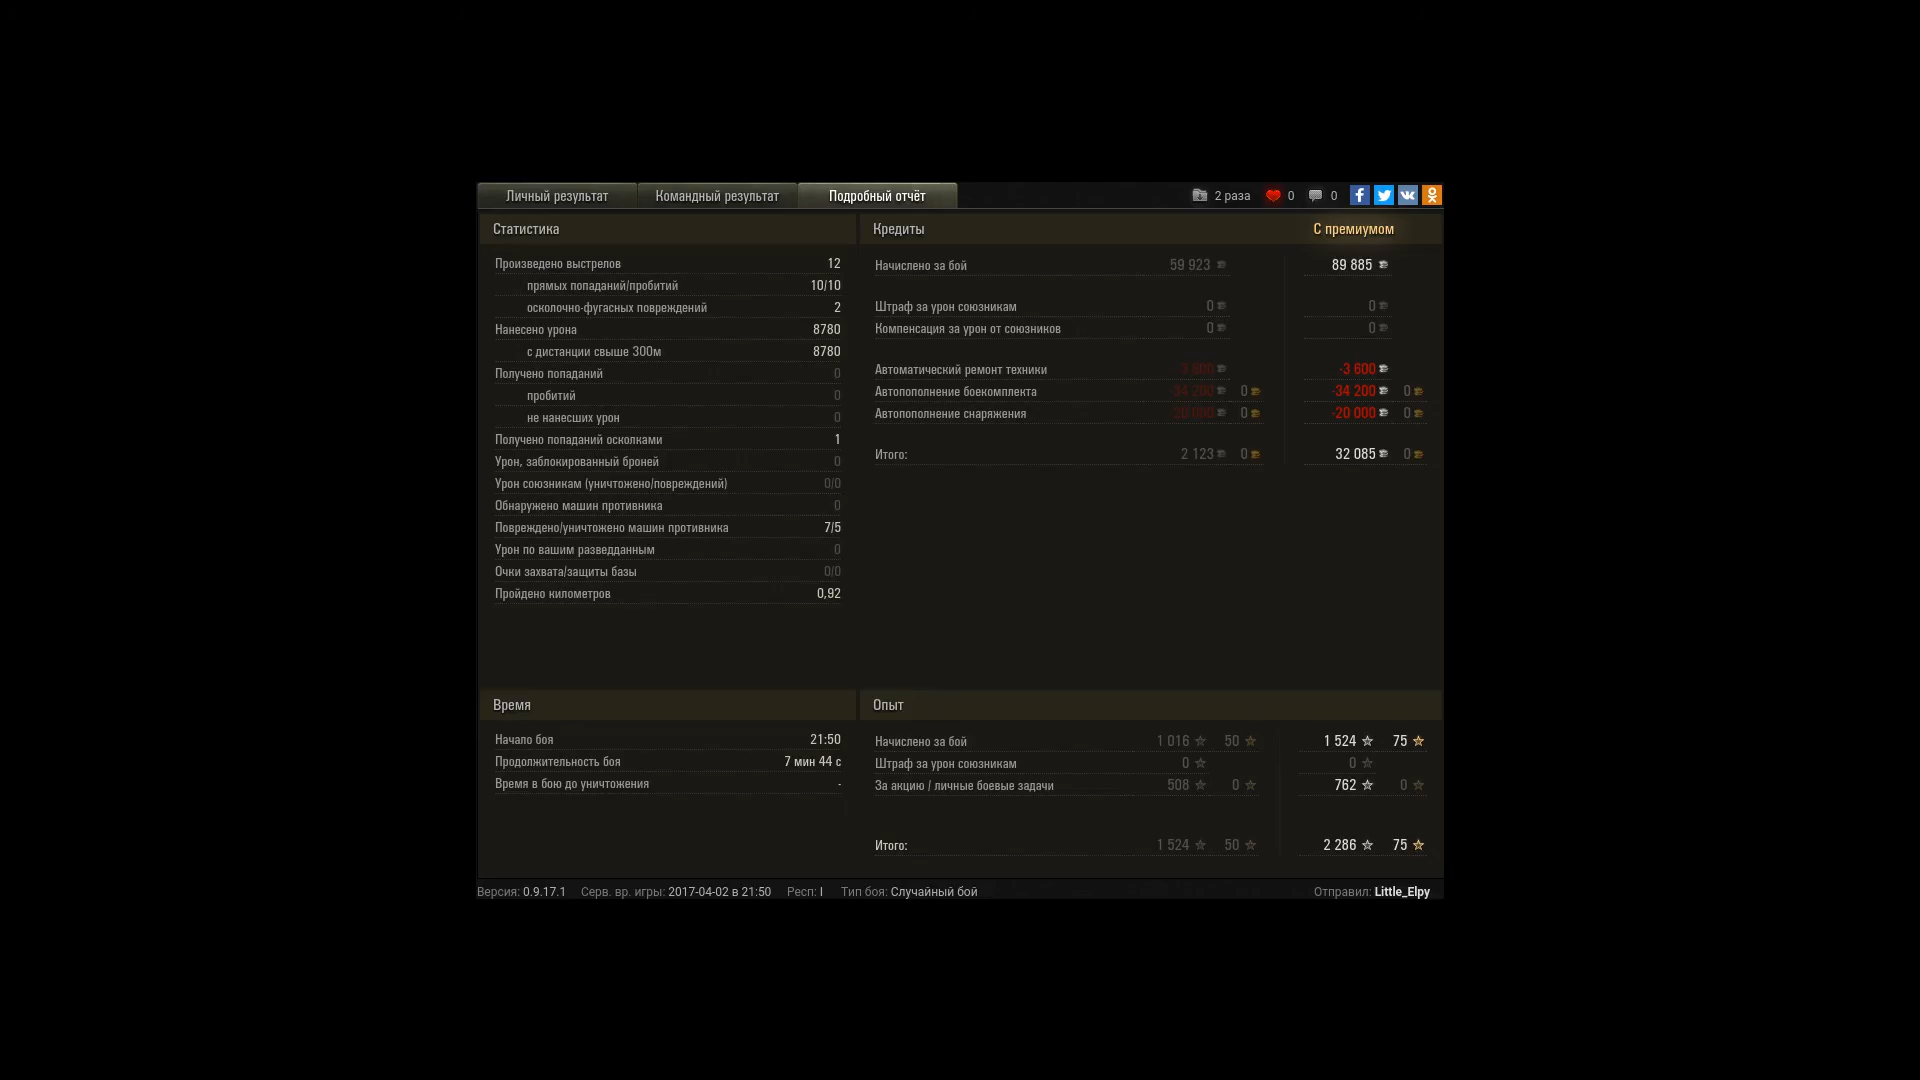 Личный результат Командный результат Подробный отчёт 2 раза 0 0
Статистика
Произведено выстрелов 12
прямых попаданий/пробитий 10/10
осколочно-фугасных повреждений 2
Нанесено урона 8780
с дистанции свыше 300м 8780
Получено попаданий 0
пробитий 0
не нанесших урон 0
Получено попаданий осколками 1
Урон, заблокированный броней 0
Урон союзникам (уничтожено/повреждений) 0/0
Обнаружено машин противника 0
Повреждено/уничтожено машин противника 7/5
Урон по вашим разведданным 0
Очки захвата/защиты базы 0/0
Пройдено километров 0,92
Кредиты С премиумом
Начислено за бой 59 923 89 885
Штраф за урон союзникам 0 0
Компенсация за урон от союзников 0 0
Автоматический ремонт техники -3 600 -3 600
Автопополнение боекомплекта -34 200 0 -34 200 0
Автопополнение снаряжения -20 000 0 -20 000 0
Итого: 2 123 0 32 085 0
Время
Начало боя 21:50
Продолжительность боя 7 мин 44 с
Время в бою до уничтожения -
Опыт
Начислено за бой 1 016 50 1 524 75
Штраф за урон союзникам 0 0
За акцию / личные боевые задачи 508 0 762 0
Итого: 1 524 50 2 286 75
Версия: 0.9.17.1 Серв. вр. игры: 2017-04-02 в 21:50 Респ: I Тип боя: Случайный бой Отправил: Little_Elpy